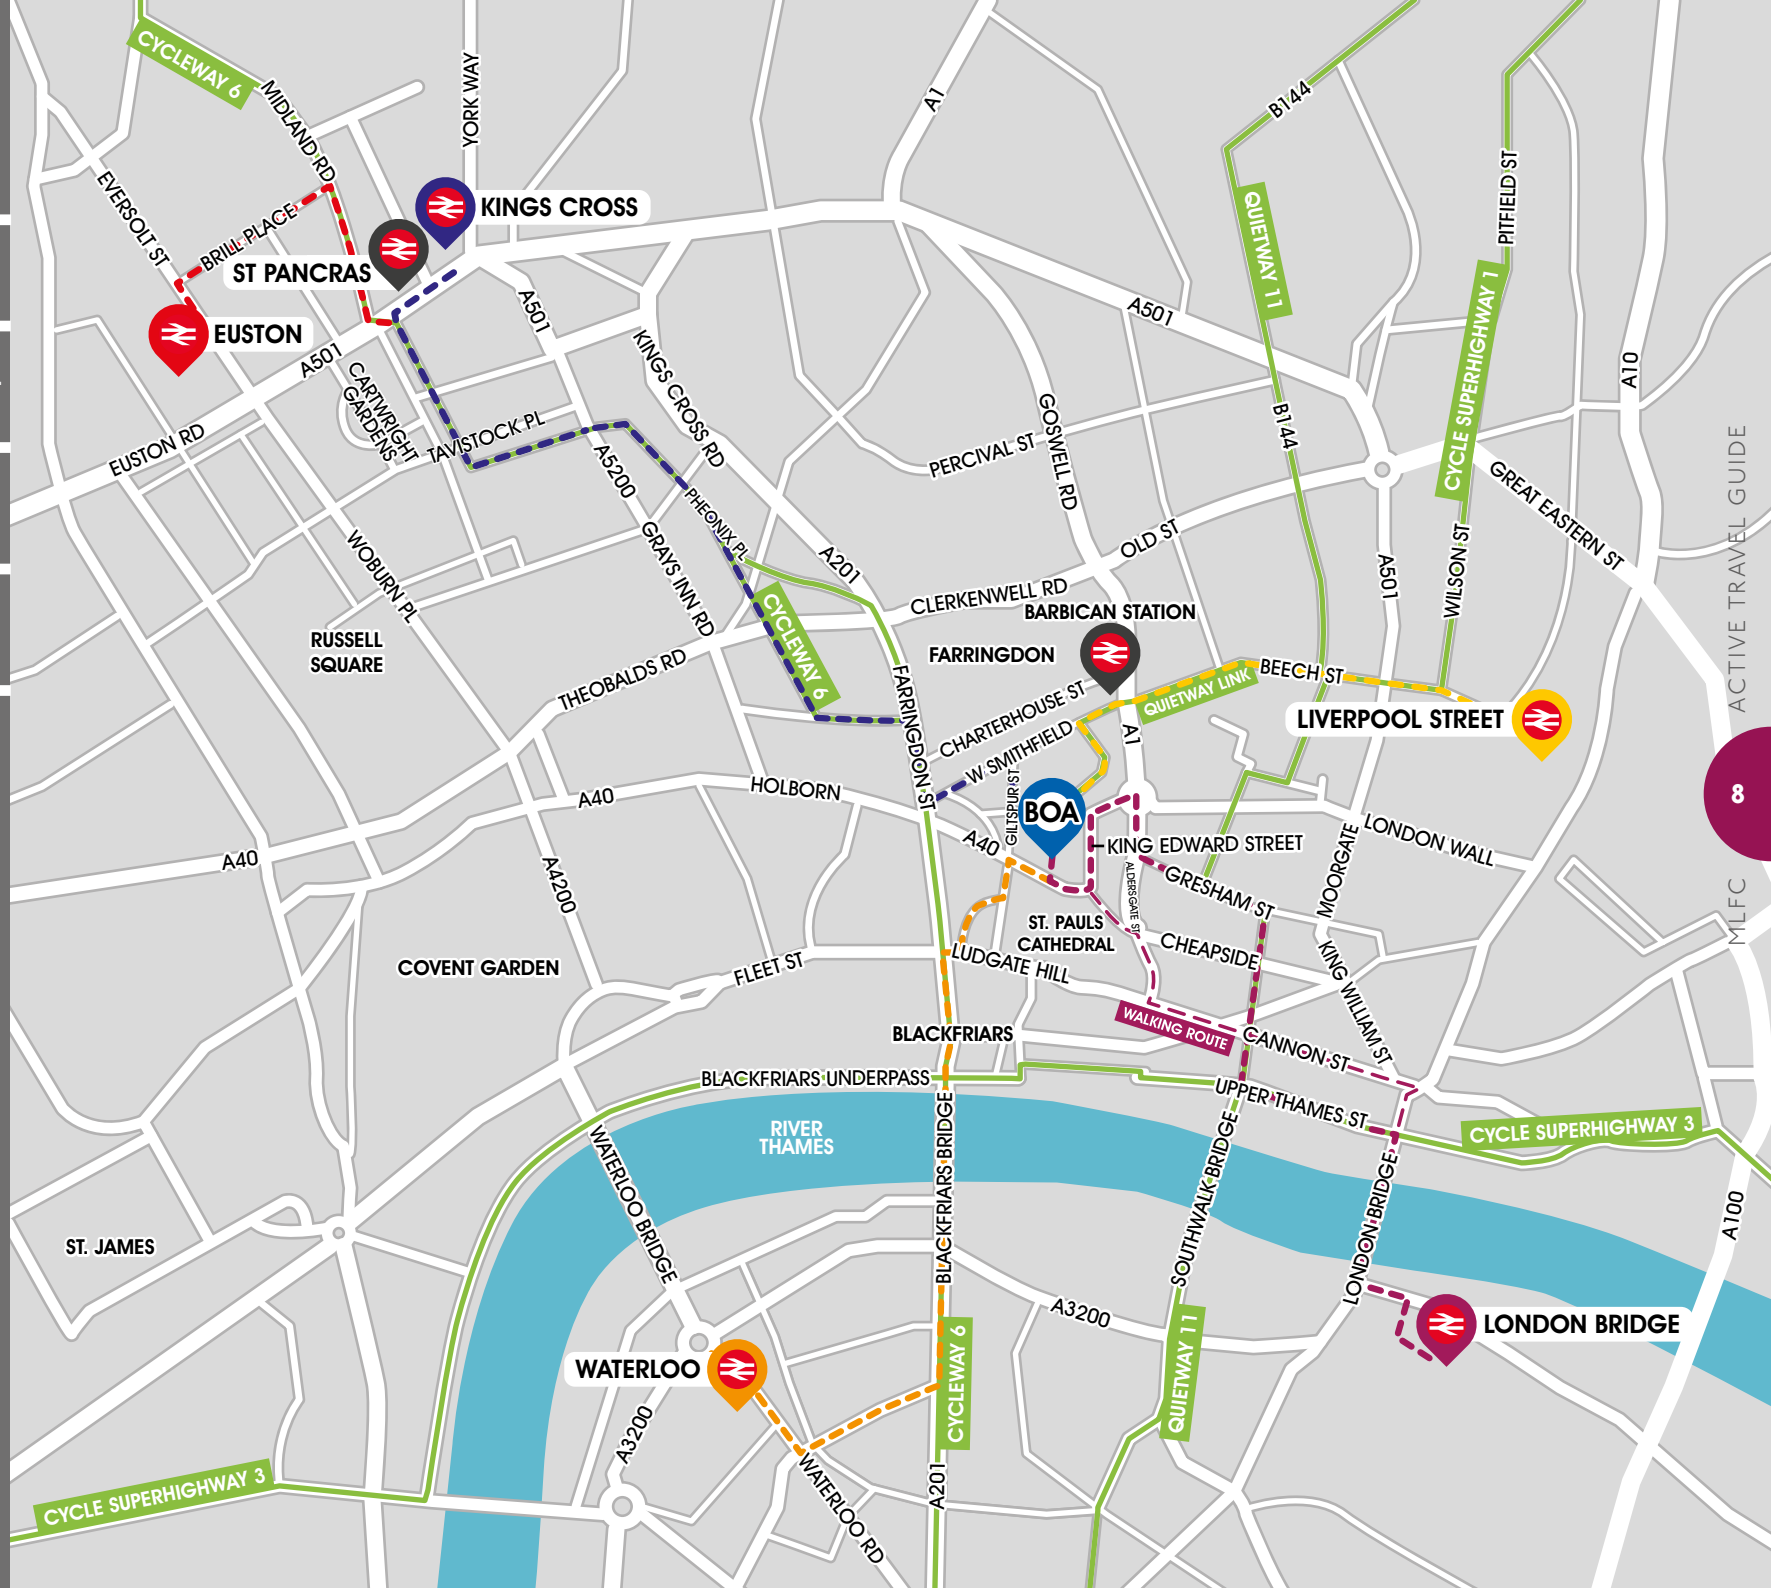 CYCLEWAY 6
MIDLAND RD
YORK WAY
A1
B144
PITFIELD ST
EVERSOLT ST
BRILL PLACE
KINGS CROSS
ST PANCRAS
EUSTON
A501
A501
A501
QUIETWAY 11
CYCLE SUPERHIGHWAY 1
A10
KINGS CROSS RD
CARTWRIGHT
GARDENS
EUSTON RD
TAVISTOCK PL
A5200
PERCIVAL ST
GOSWELL RD
B144
GREAT EASTERN ST
ACTIVE TRAVEL GUIDE
PHEONIX PL
WOBURN PL
GRAYS INN RD
A201
OLD ST
A501
WILSON ST
CLERKENWELL RD
BARBICAN STATION
FARRINGDON
RUSSELL
SQUARE
CYCLEWAY 6
THEOBALDS RD
FARRINGDON ST
CHARTERHOUSE ST
W SMITHFIELD
QUIETWAY LINK
BEECH ST
LIVERPOOL STREET
A1
GILTSPUR ST
BOA
8
HOLBORN
A40
A40
A40
KING EDWARD STREET
LONDON WALL
MOORGATE
ALDERSGATE ST
GRESHAM ST
A4200
ST. PAULS
CATHEDRAL
CHEAPSIDE
MLFC
COVENT GARDEN
FLEET ST
LUDGATE HILL
KING WILLIAM ST
WALKING ROUTE
BLACKFRIARS
CANNON ST
BLACKFRIARS UNDERPASS
UPPER THAMES ST
CYCLE SUPERHIGHWAY 3
RIVER
THAMES
WATERLOO BRIDGE
BLACKFRIARS BRIDGE
SOUTHWALK BRIDGE
LONDON BRIDGE
A100
ST. JAMES
A3200
LONDON BRIDGE
WATERLOO
CYCLEWAY 6
QUIETWAY 11
A3200
CYCLE SUPERHIGHWAY 3
A201
WATERLOO RD